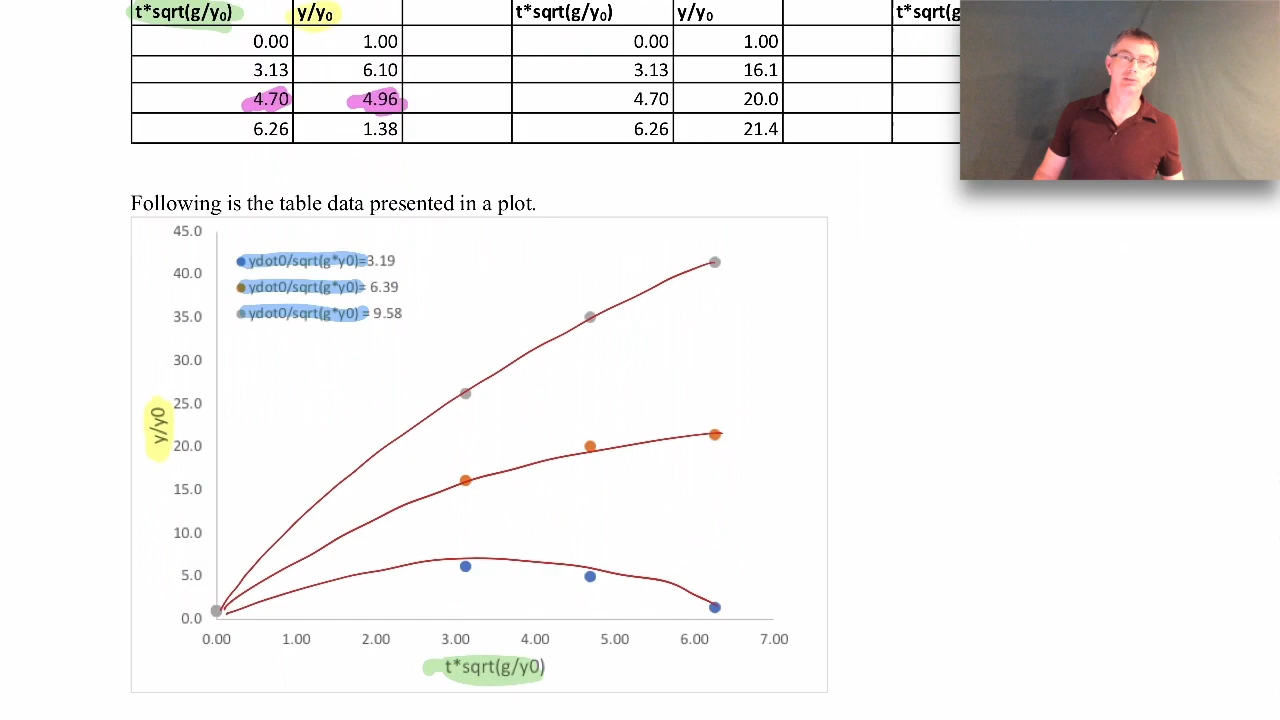 t*sqrt(g/y₀) y/y₀ t*sqrt(g/y₀) y/y₀ t*sqrt(g
0.00 1.00 0.00 1.00
3.13 6.10 3.13 16.1
4.70 4.96 4.70 20.0
6.26 1.38 6.26 21.4
Following is the table data presented in a plot.
45.0
40.0
35.0
30.0
25.0
20.0
15.0
10.0
5.0
0.0
ydot0/sqrt(g*y0)=3.19
ydot0/sqrt(g*y0)= 6.39
ydot0/sqrt(g*y0) = 9.58
y/y0
0.00 1.00 2.00 3.00 4.00 5.00 6.00 7.00
t*sqrt(g/y0)